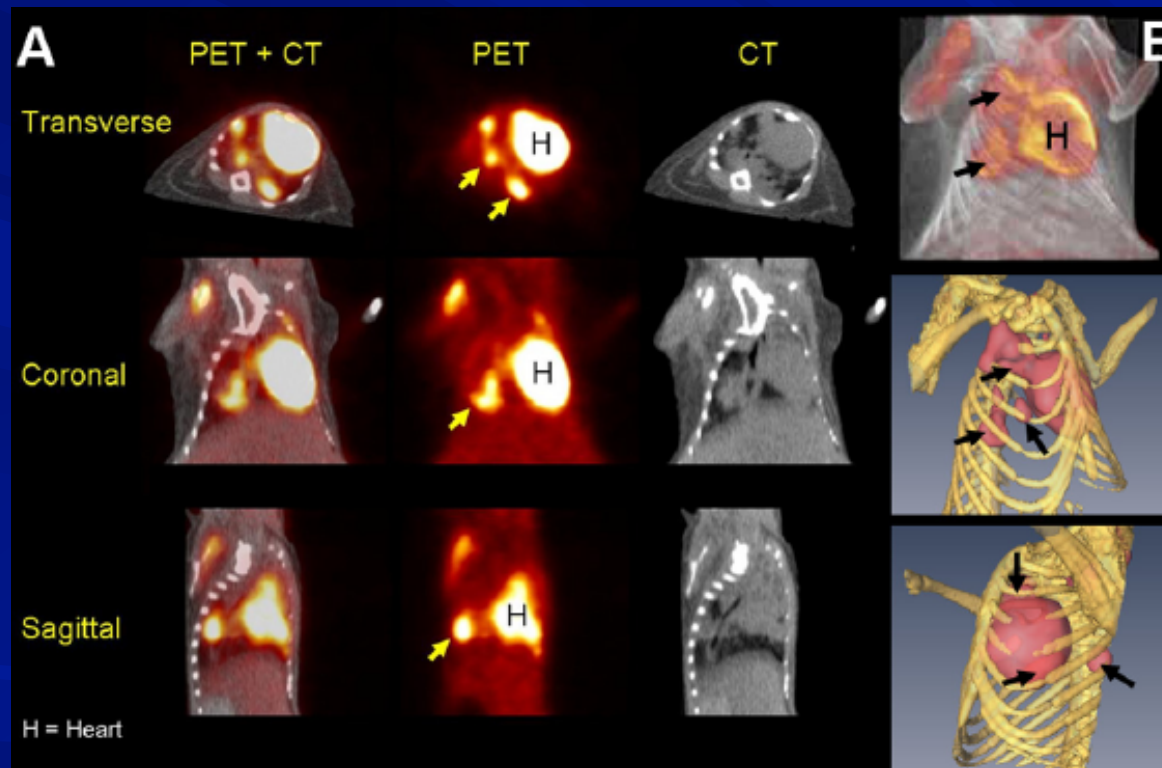 A
PET + CT
PET
CT
B
Transverse
H
H
Coronal
H
Sagittal
H
H = Heart